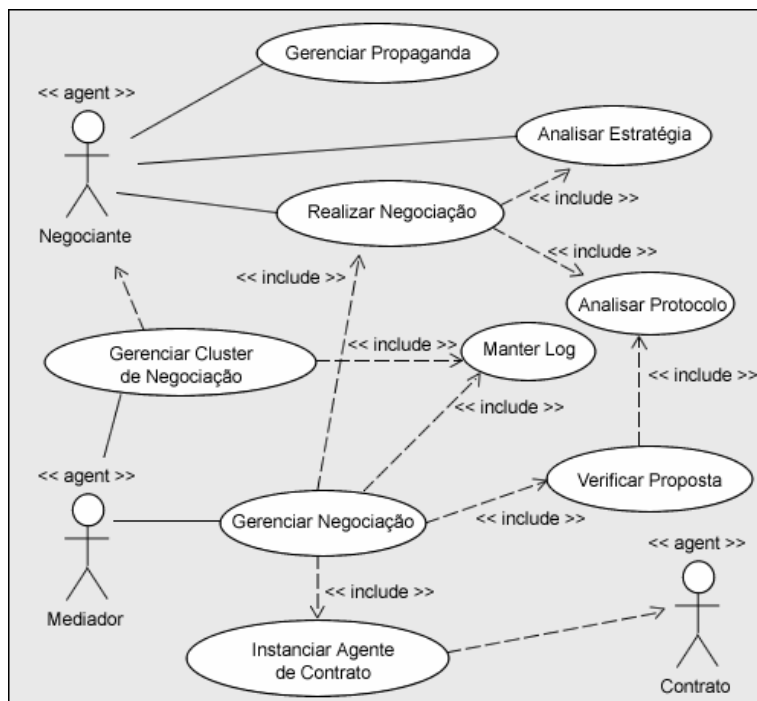 Gerenciar Propaganda
<< agent >>
Analisar Estratégia
Realizar Negociação
<< include >>
Negociante
<< include >>
<< include >>
Analisar Protocolo
Gerenciar Cluster
de Negociação
<< include >>
Manter Log
<< include >>
<< include >>
<< agent >>
Verificar Proposta
Gerenciar Negociação
<< include >>
<< agent >>
<< include >>
Mediador
Instanciar Agente
de Contrato
Contrato